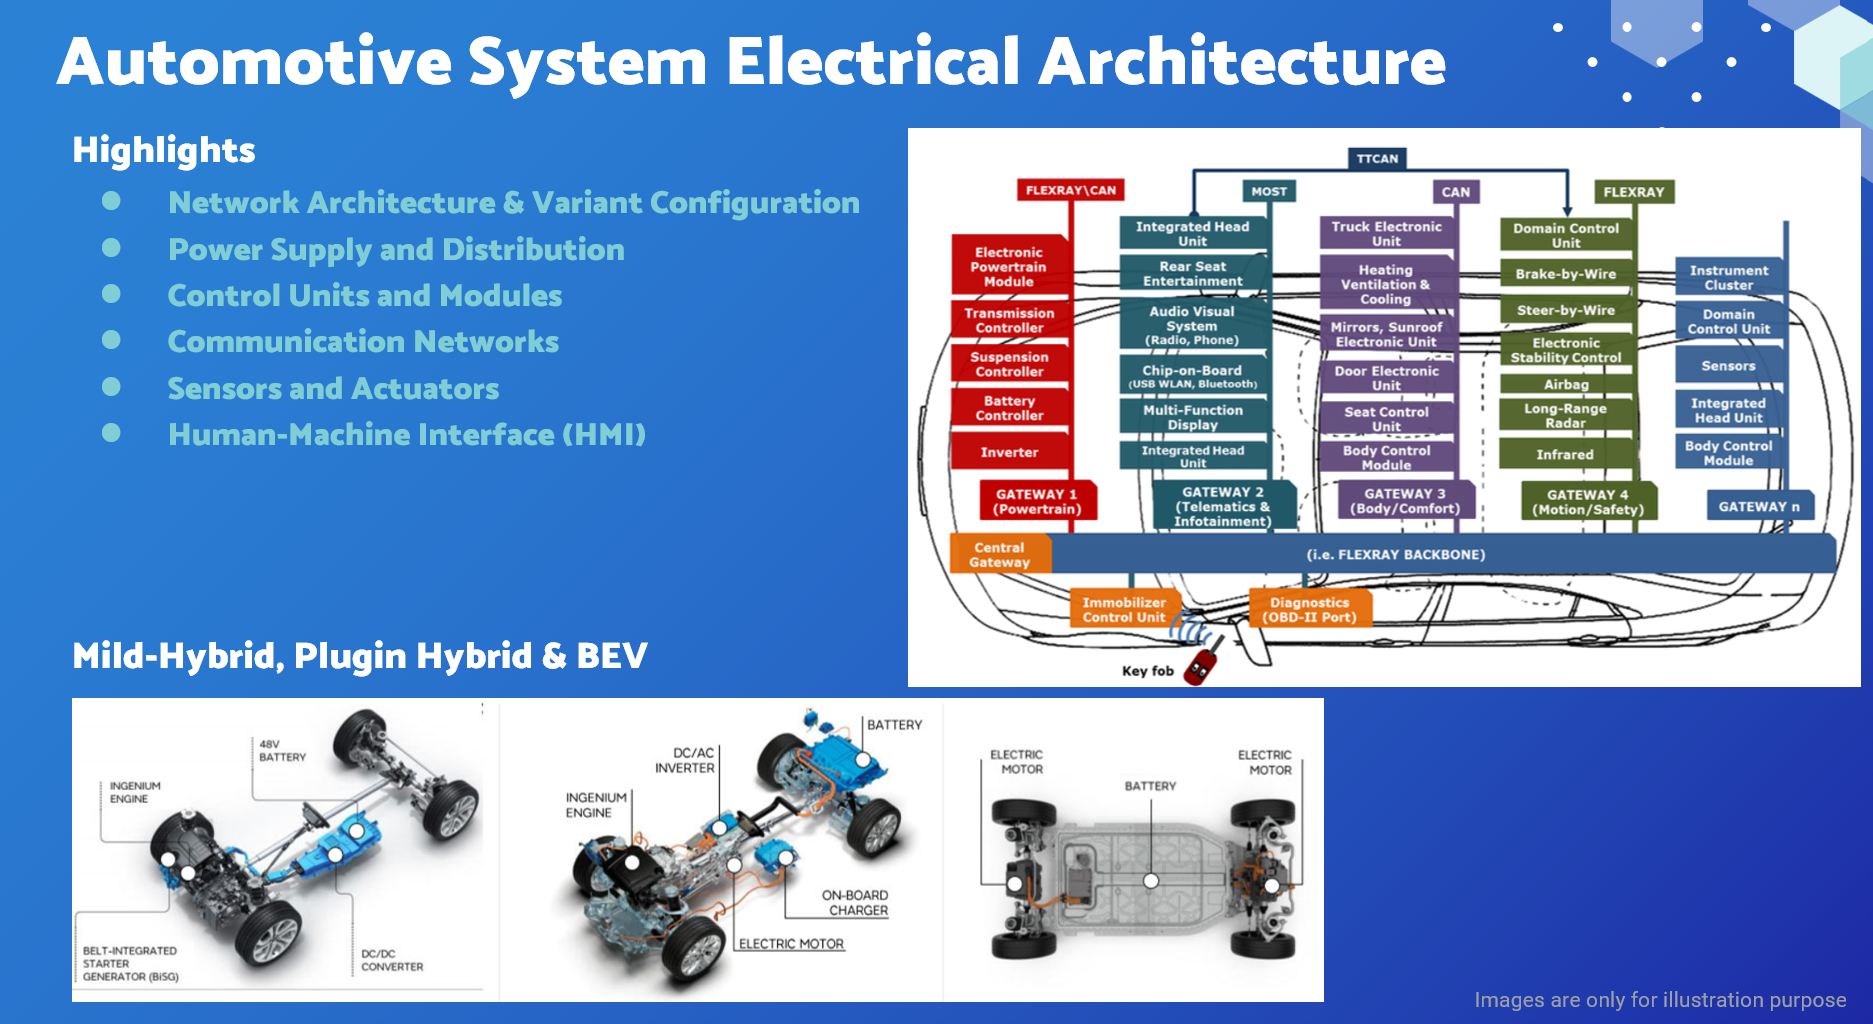 Automotive System Electrical Architecture
Highlights
Network Architecture & Variant Configuration
Power Supply and Distribution
Control Units and Modules
Communication Networks
Sensors and Actuators
Human-Machine Interface (HMI)
TTCAN
FLEXRAY\CAN
Electronic
Powertrain
Module
Transmission
Controller
Suspension
Controller
Battery
Controller
Inverter
GATEWAY 1
(Powertrain)
MOST
Integrated Head
Unit
Rear Seat
Entertainment
Audio Visual
System
(Radio, Phone)
Chip-on-Board
(USB WLAN, Bluetooth)
Multi-Function
Display
Integrated Head
Unit
GATEWAY 2
(Telematics &
Infotainment)
CAN
Truck Electronic
Unit
Heating
Ventilation &
Cooling
Mirrors, Sunroof
Electronic Unit
Door Electronic
Unit
Seat Control
Unit
Body Control
Module
GATEWAY 3
(Body/Comfort)
FLEXRAY
Domain Control
Unit
Brake-by-Wire
Steer-by-Wire
Electronic
Stability Control
Airbag
Long-Range
Radar
Infrared
GATEWAY 4
(Motion/Safety)
Instrument
Cluster
Domain
Control Unit
Sensors
Integrated
Head Unit
Body Control
Module
GATEWAY n
Central
Gateway
(i.e. FLEXRAY BACKBONE)
Immobilizer
Control Unit
Diagnostics
(OBD-II Port)
Key fob
Mild-Hybrid, Plugin Hybrid & BEV
48V
BATTERY
INGENIUM
ENGINE
BELT-INTEGRATED
STARTER
GENERATOR (BiSG)
DC/DC
CONVERTER
BATTERY
DC/AC
INVERTER
INGENIUM
ENGINE
ON-BOARD
CHARGER
ELECTRIC MOTOR
ELECTRIC
MOTOR
BATTERY
ELECTRIC
MOTOR
Images are only for illustration purpose